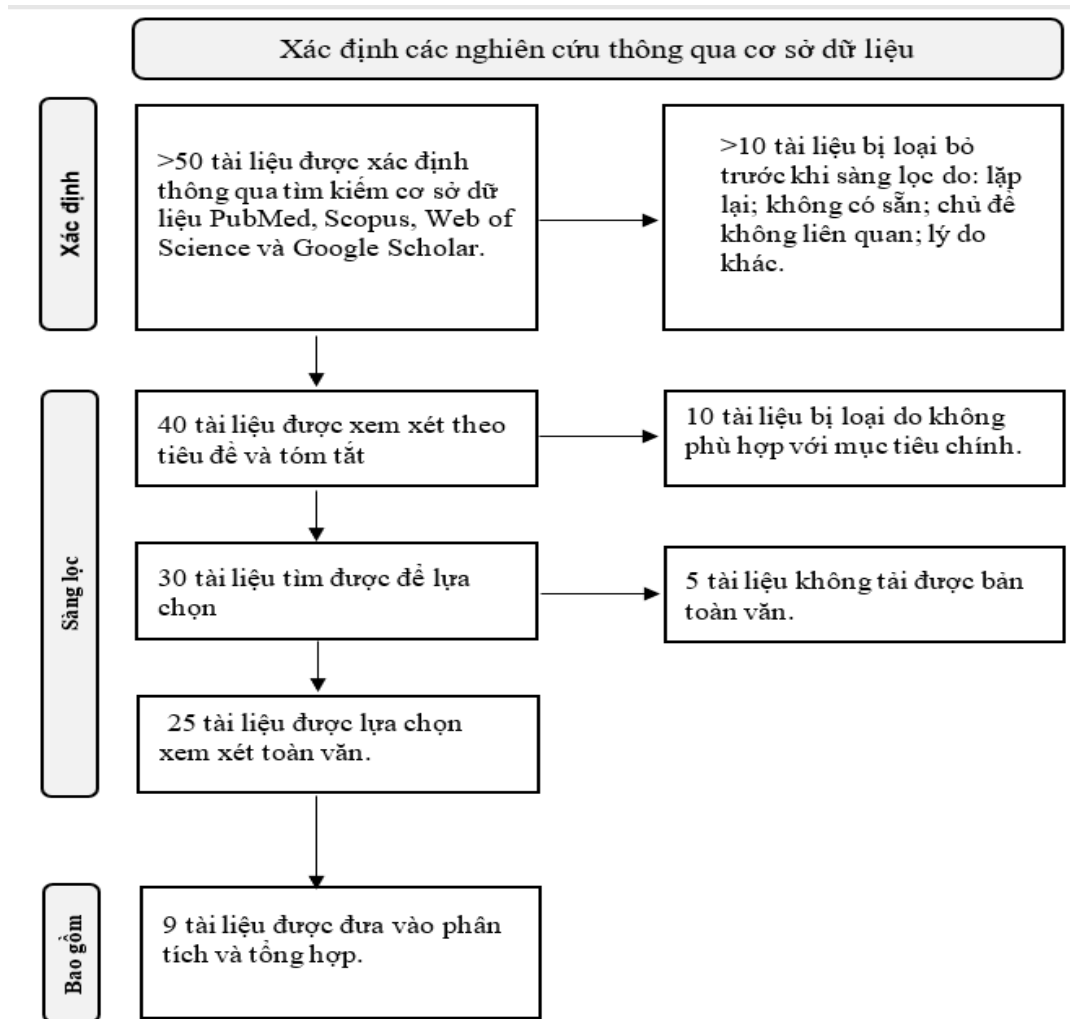 Xác định các nghiên cứu thông qua cơ sở dữ liệu
Xác định
>50 tài liệu được xác định
thông qua tìm kiếm cơ sở dữ
liệu PubMed, Scopus, Web of
Science và Google Scholar.
>10 tài liệu bị loại bỏ
trước khi sàng lọc do: lặp
lại; không có sẵn; chủ đề
không liên quan; lý do
khác.
Sàng lọc
40 tài liệu được xem xét theo
tiêu đề và tóm tắt
10 tài liệu bị loại do không
phù hợp với mục tiêu chính.
30 tài liệu tìm được để lựa
chọn
5 tài liệu không tải được bản
toàn văn.
25 tài liệu được lựa chọn
xem xét toàn văn.
Bao gồm
9 tài liệu được đưa vào phân
tích và tổng hợp.